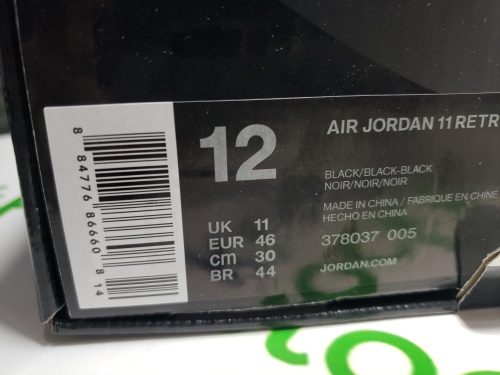 12
AIR JORDAN 11 RETR
BLACK/BLACK-BLACK
NOIR/NOIR/NOIR
MADE IN CHINA / FABRIQUE EN CHINE
HECHO EN CHINA
378037 005
JORDAN.COM
UK 11
EUR 46
cm 30
BR 44
8 84776 86660 8 14